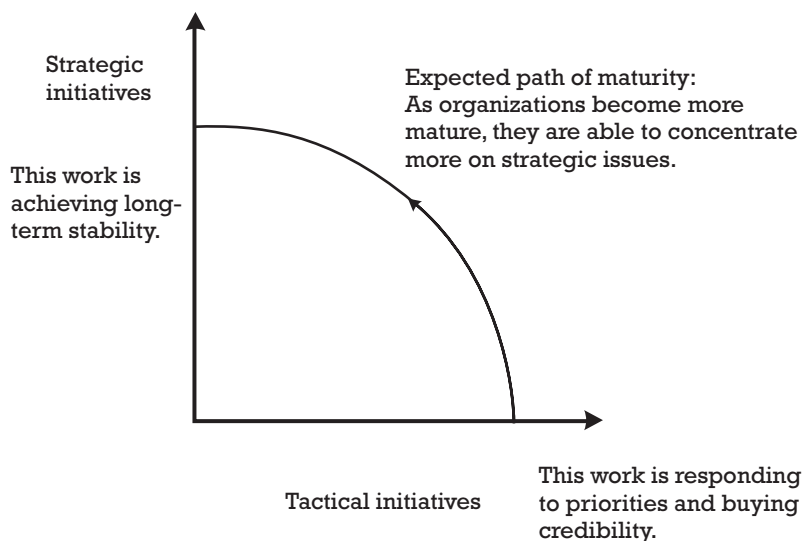 Strategic
initiatives
Expected path of maturity:
As organizations become more
mature, they are able to concentrate
more on strategic issues.
This work is
achieving long-
term stability.
Tactical initiatives
This work is responding
to priorities and buying
credibility.